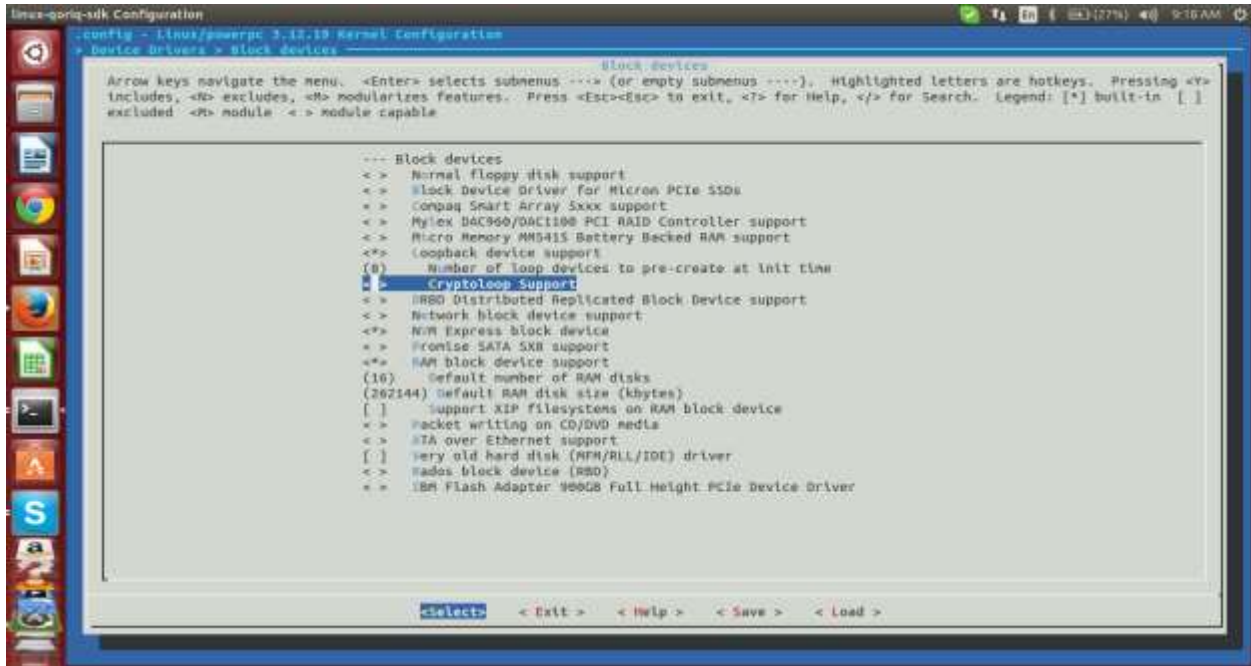 linux-qoriq-sdk Configuration
En (27%) 9:18 AM
.config - Linux/powerpc 3.12.19 Kernel Configuration
> Device Drivers > Block devices
Block devices
Arrow keys navigate the menu. <Enter> selects submenus ---> (or empty submenus ----). Highlighted letters are hotkeys. Pressing <Y>
includes, <N> excludes, <M> modularizes features. Press <Esc><Esc> to exit, <?> for Help, </> for Search. Legend: [*] built-in [ ]
excluded <M> module < > module capable
--- Block devices
< > Normal floppy disk support
< > Block Device Driver for Micron PCIe SSDs
< > Compaq Smart Array 5xxx support
< > Mylex DAC960/DAC1100 PCI RAID Controller support
< > Micro Memory MM5415 Battery Backed RAM support
<*> Loopback device support
(8) Number of loop devices to pre-create at init time
< > Cryptoloop Support
< > DRBD Distributed Replicated Block Device support
< > Network block device support
<*> NVM Express block device
< > Promise SATA SX8 support
<*> RAM block device support
(16) Default number of RAM disks
(262144) Default RAM disk size (kbytes)
[ ] Support XIP filesystems on RAM block device
< > Packet writing on CD/DVD media
< > ATA over Ethernet support
[ ] Very old hard disk (MFM/RLL/IDE) driver
< > Rados block device (RBD)
< > IBM Flash Adapter 900GB Full Height PCIe Device Driver
<Select> < Exit > < Help > < Save > < Load >